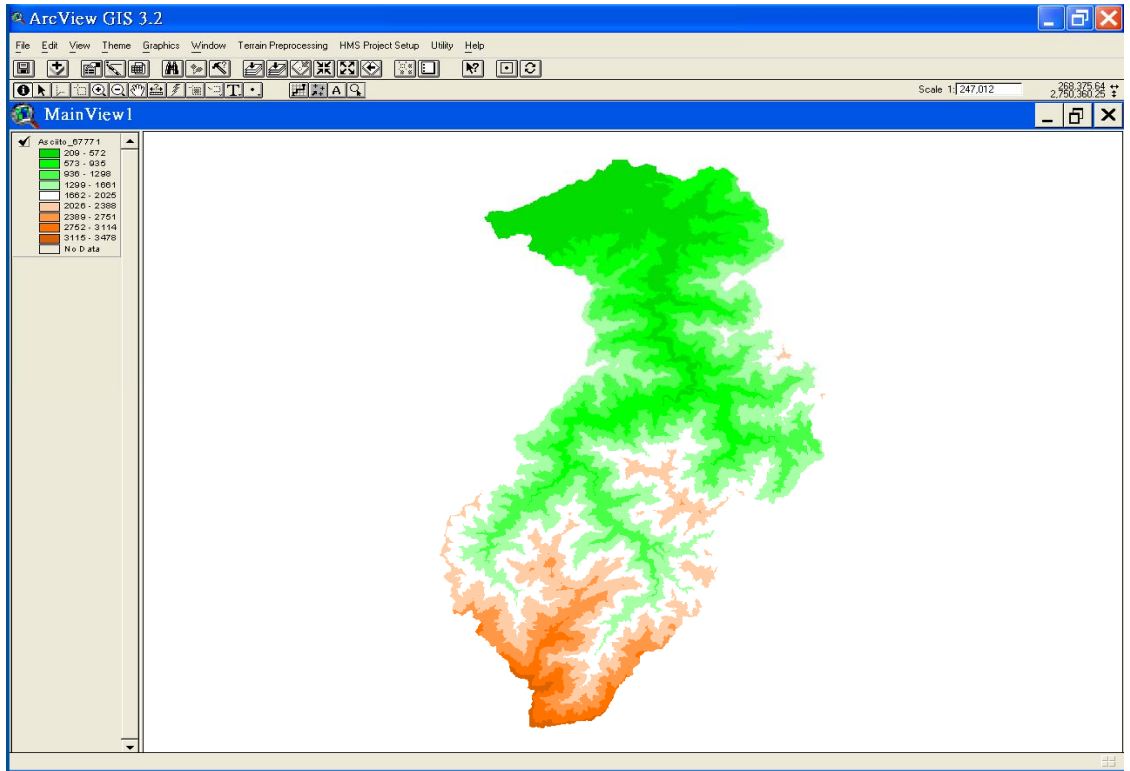 ArcView GIS 3.2
File Edit View Theme Graphics Window Terrain Preprocessing HMS Project Setup Utility Help
T A Scale 1: 247,012 268,375.64
2,750,360.25
MainView1
Asciito_67771
209 - 572
573 - 935
936 - 1298
1299 - 1661
1662 - 2025
2026 - 2388
2389 - 2751
2752 - 3114
3115 - 3478
No Data